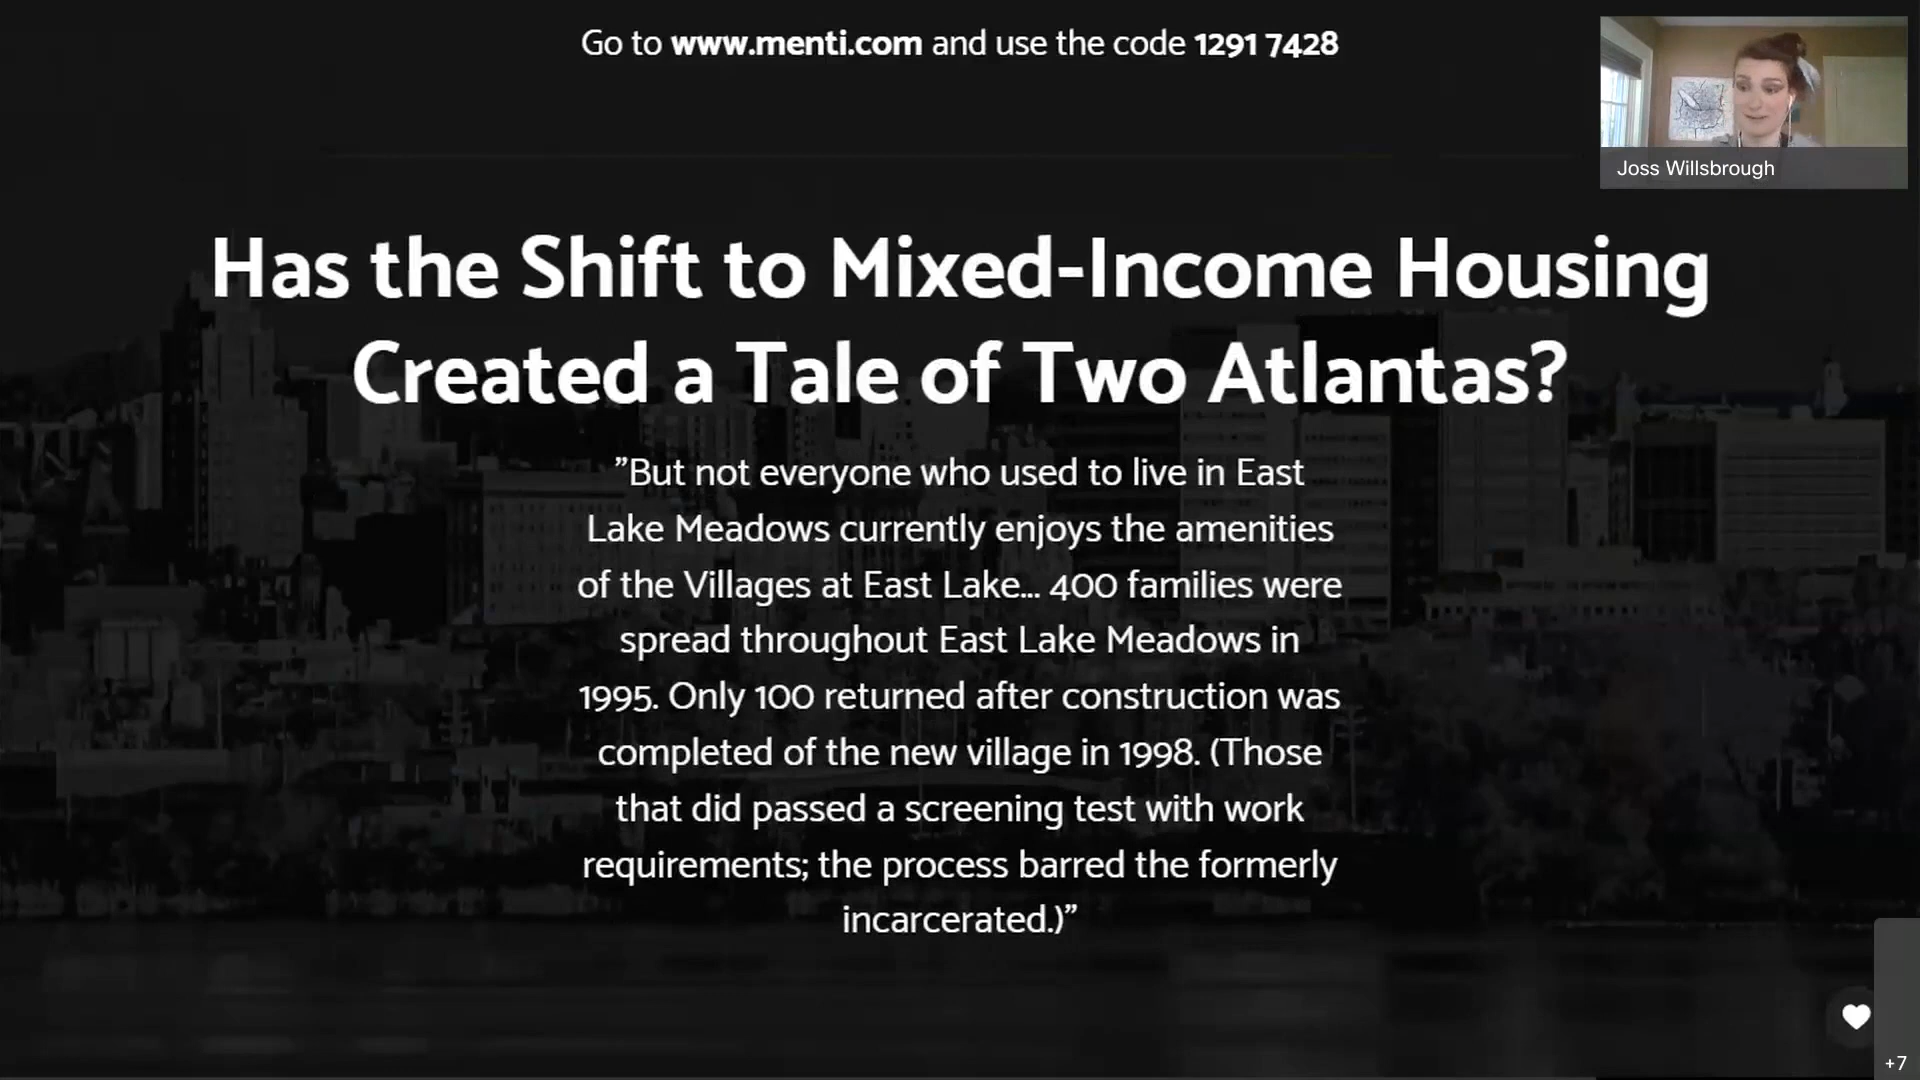 Go to www.menti.com and use the code 1291 7428
Joss Willsbrough
Has the Shift to Mixed-Income Housing
Created a Tale of Two Atlantas?
”But not everyone who used to live in East
Lake Meadows currently enjoys the amenities
of the Villages at East Lake... 400 families were
spread throughout East Lake Meadows in
1995. Only 100 returned after construction was
completed of the new village in 1998. (Those
that did passed a screening test with work
requirements; the process barred the formerly
incarcerated.)”
+7